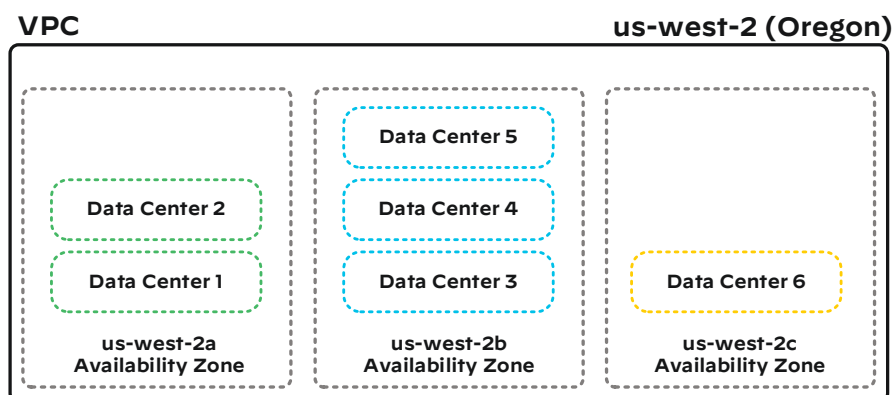 VPC
us-west-2 (Oregon)
Data Center 2
Data Center 1
us-west-2a
Availability Zone
Data Center 5
Data Center 4
Data Center 3
us-west-2b
Availability Zone
Data Center 6
us-west-2c
Availability Zone